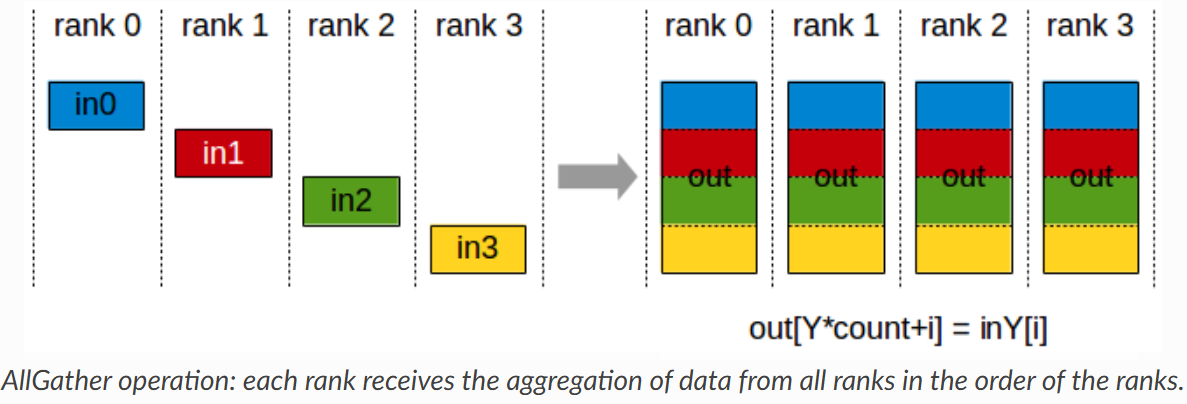 rank 0 rank 1 rank 2 rank 3 rank 0 rank 1 rank 2 rank 3
in0
in1
in2
in3
out out out out
out[Y*count+i] = inY[i]
AllGather operation: each rank receives the aggregation of data from all ranks in the order of the ranks.